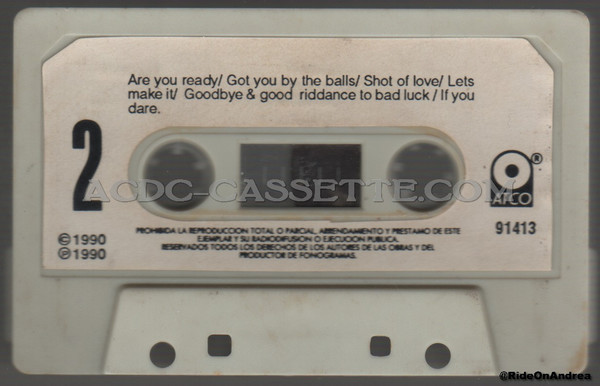 Are you ready/ Got you by the balls/ Shot of love/ Lets
make it/ Goodbye & good riddance to bad luck / If you
dare.
2
ACDC-CASSETTE.COM
®
ATCO
91413
© 1990
℗ 1990
PROHIBIDA LA REPRODUCCION TOTAL O PARCIAL, ARRENDAMIENTO Y PRESTAMO DE ESTE
EJEMPLAR Y SU RADIODIFUSION O EJECUCION PUBLICA.
RESERVADOS TODOS LOS DERECHOS DE LOS AUTORES DE LAS OBRAS Y DEL
PRODUCTOR DE FONOGRAMAS.
@RideOnAndrea